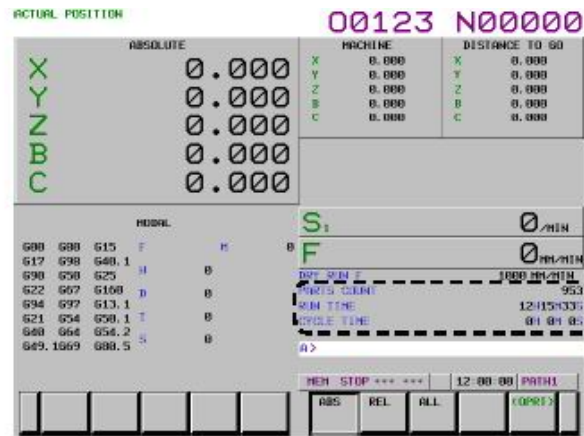 ACTUAL POSITION
O0123 N00000
ABSOLUTE
X 0.000
Y 0.000
Z 0.000
B 0.000
C 0.000
MACHINE
X 0.000
Y 0.000
Z 0.000
B 0.000
C 0.000
DISTANCE TO GO
X 0.000
Y 0.000
Z 0.000
B 0.000
C 0.000
MODAL
G00 G80 G15 F M 0
G17 G98 G40.1
G90 G50 G25 H 0
G22 G67 G160
G94 G97 G13.1 D 0
G21 G54 G50.1 T 0
G40 G64 G54.2
G49.1 G69 G80.5 S 0
S1 0/MIN
F 0MM/MIN
DRY RUN F 1000 MM/MIN
PARTS COUNT 953
RUN TIME 12H15M33S
CYCLE TIME 0H 0M 0S
A>
MEM STOP *** *** 12:00:00 PATH1
ABS REL ALL (OPRT)